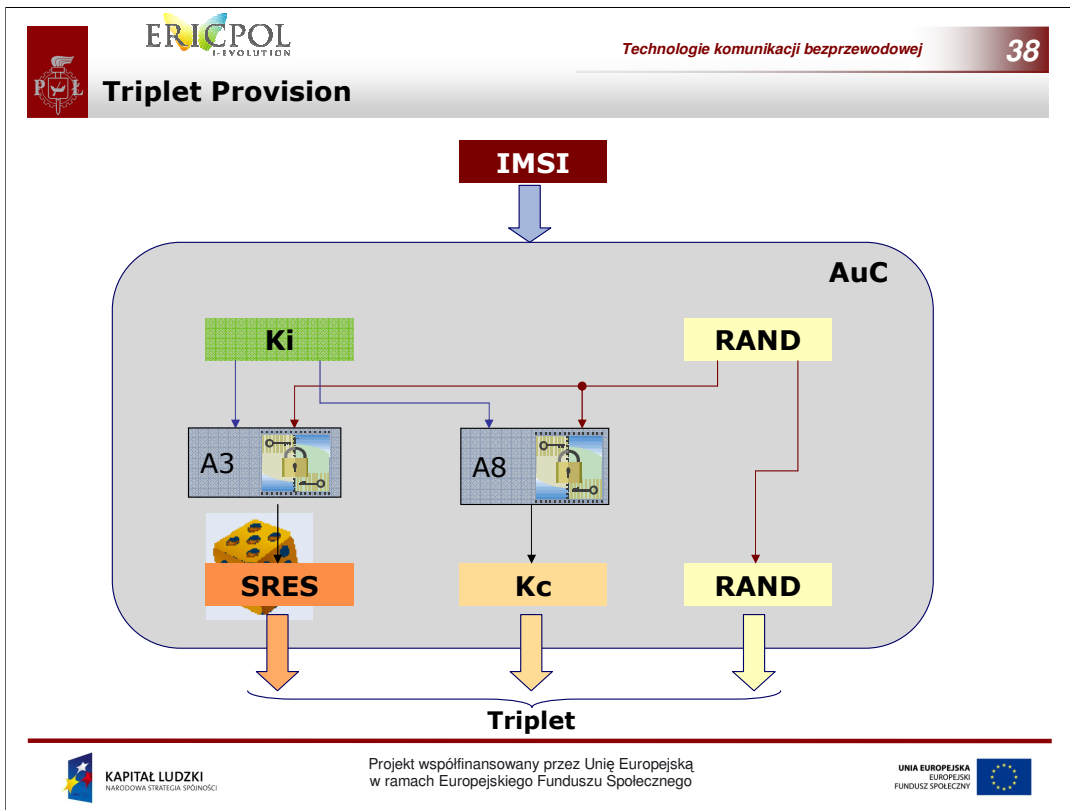 ERICPOL
I-EVOLUTION
Technologie komunikacji bezprzewodowej
38
P Ł
Triplet Provision
IMSI
AuC
Ki
RAND
A3
A8
SRES
Kc
RAND
Triplet
KAPITAŁ LUDZKI
NARODOWA STRATEGIA SPÓJNOŚCI
Projekt współfinansowany przez Unię Europejską
w ramach Europejskiego Funduszu Społecznego
UNIA EUROPEJSKA
EUROPEJSKI
FUNDUSZ SPOŁECZNY